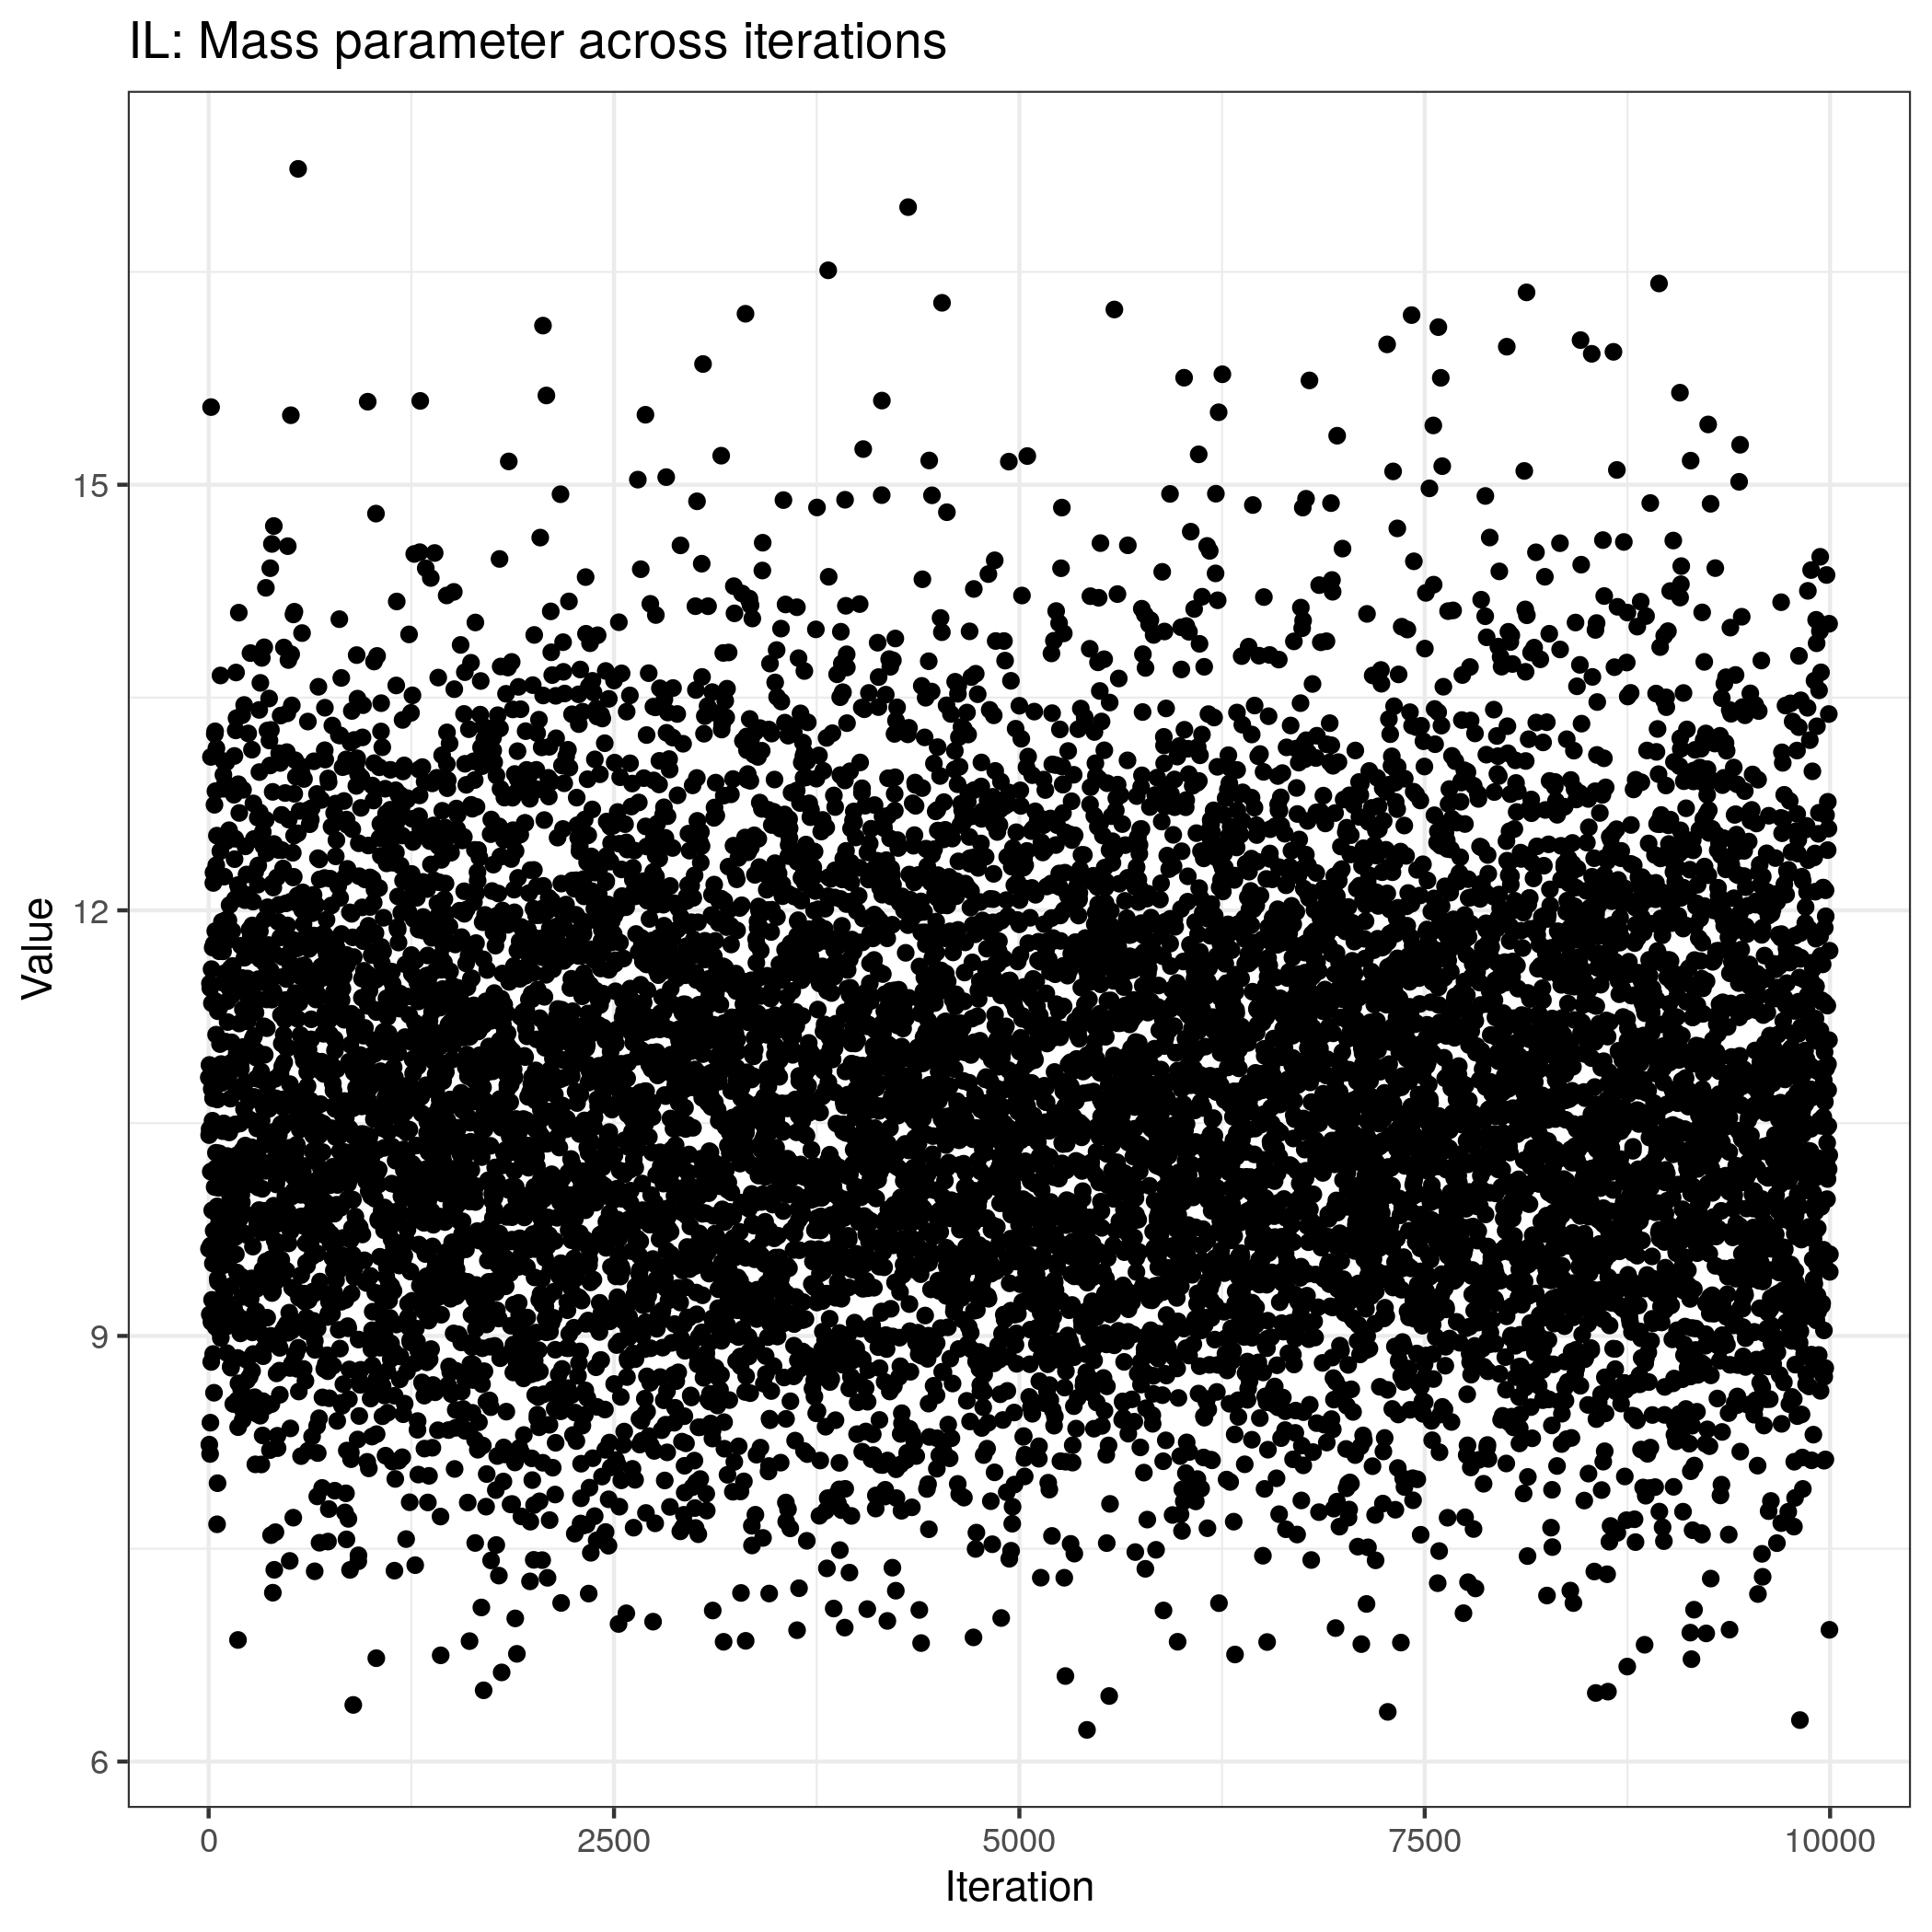 IL: Mass parameter across iterations
Value
15
12
9
6
0 2500 5000 7500 10000
Iteration